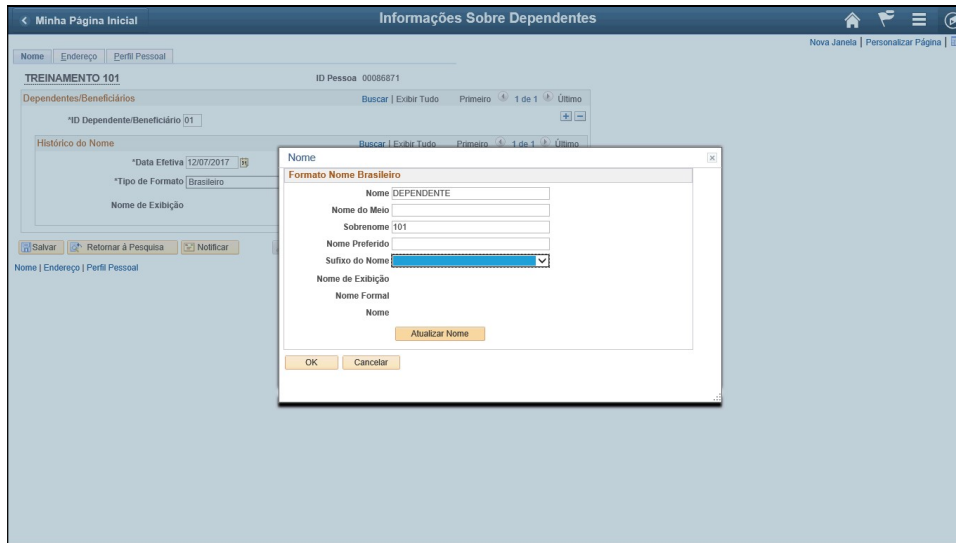 Minha Página Inicial
Informações Sobre Dependentes
Nova Janela | Personalizar Página |
Nome Endereço Perfil Pessoal
TREINAMENTO 101 ID Pessoa 00086871
Dependentes/Beneficiários Buscar | Exibir Tudo Primeiro 1 de 1 Último
*ID Dependente/Beneficiário 01
Histórico do Nome Buscar | Exibir Tudo Primeiro 1 de 1 Último
*Data Efetiva 12/07/2017
*Tipo de Formato Brasileiro
Nome de Exibição
Salvar Retornar à Pesquisa Notificar
Nome | Endereço | Perfil Pessoal
Nome
Formato Nome Brasileiro
Nome DEPENDENTE
Nome do Meio
Sobrenome 101
Nome Preferido
Sufixo do Nome
Nome de Exibição
Nome Formal
Nome
Atualizar Nome
OK Cancelar